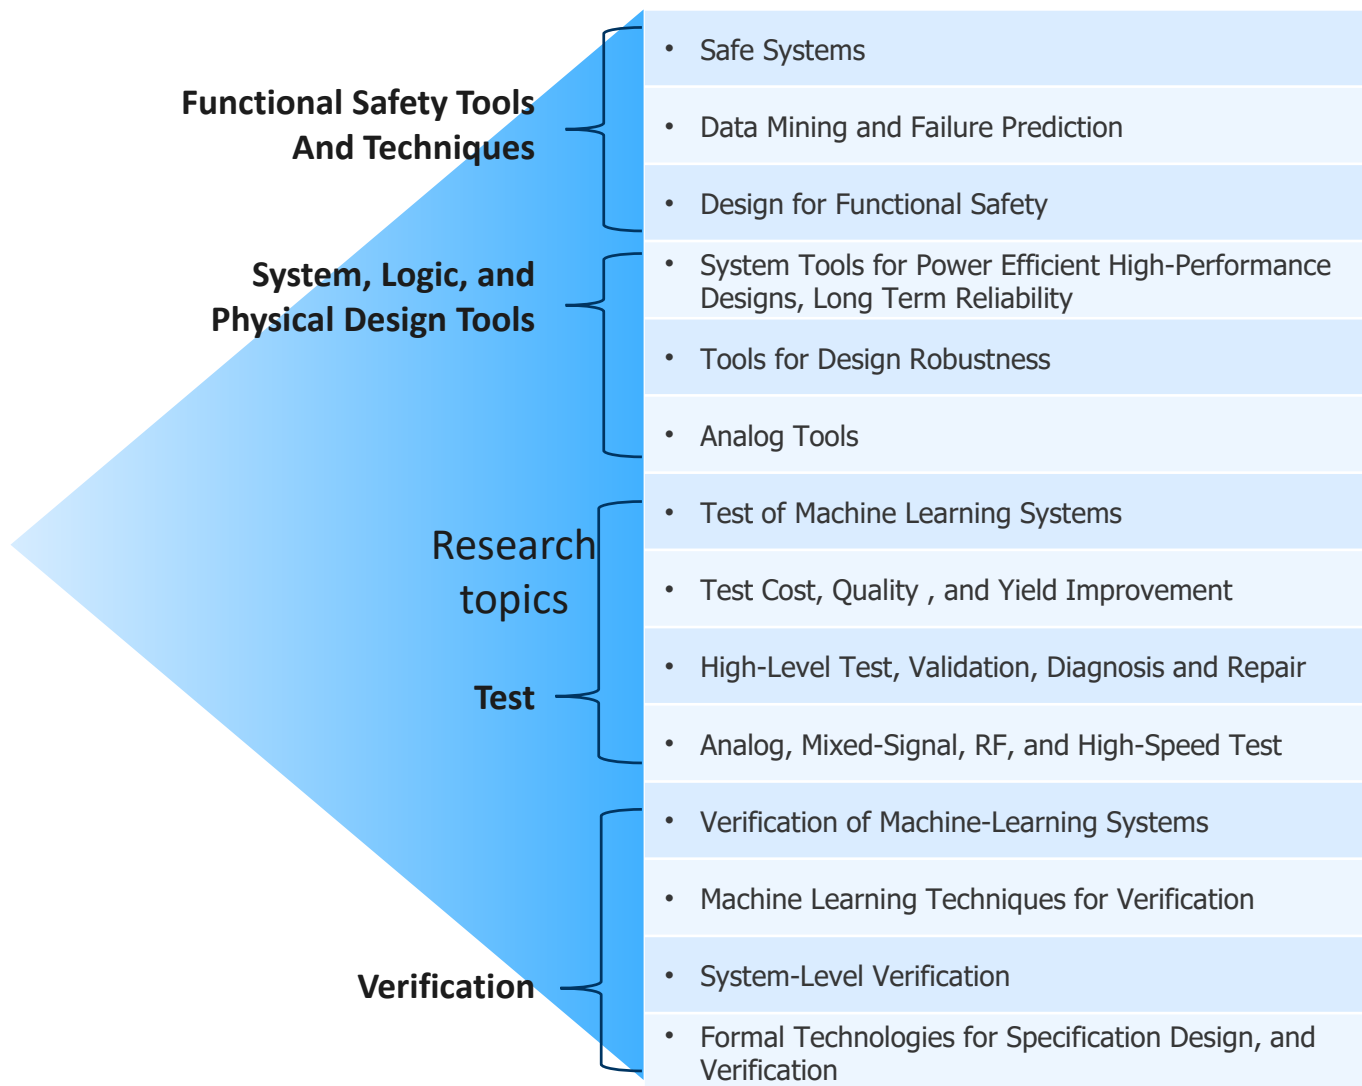 Functional Safety Tools
And Techniques
• Safe Systems
• Data Mining and Failure Prediction
• Design for Functional Safety
System, Logic, and
Physical Design Tools
• System Tools for Power Efficient High-Performance
Designs, Long Term Reliability
• Tools for Design Robustness
• Analog Tools
Research
topics
Test
• Test of Machine Learning Systems
• Test Cost, Quality , and Yield Improvement
• High-Level Test, Validation, Diagnosis and Repair
• Analog, Mixed-Signal, RF, and High-Speed Test
Verification
• Verification of Machine-Learning Systems
• Machine Learning Techniques for Verification
• System-Level Verification
• Formal Technologies for Specification Design, and
Verification